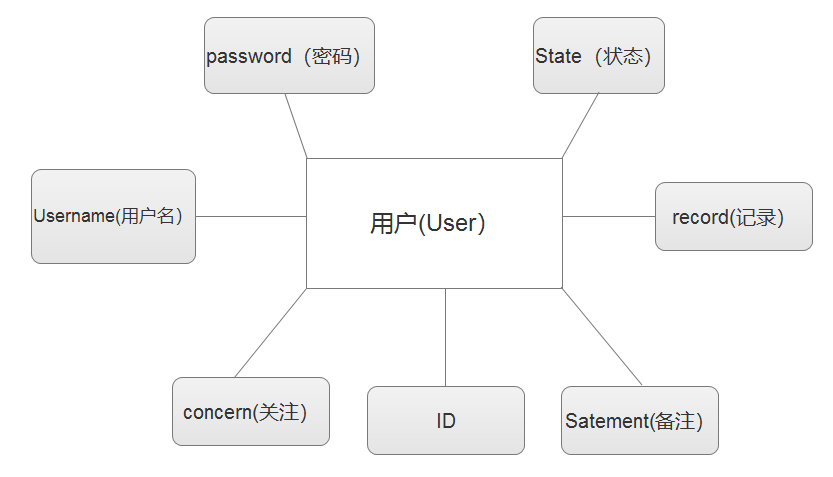 password（密码）
State（状态）
Username(用户名）
用户(User）
record(记录）
concern(关注）
ID
Satement(备注）